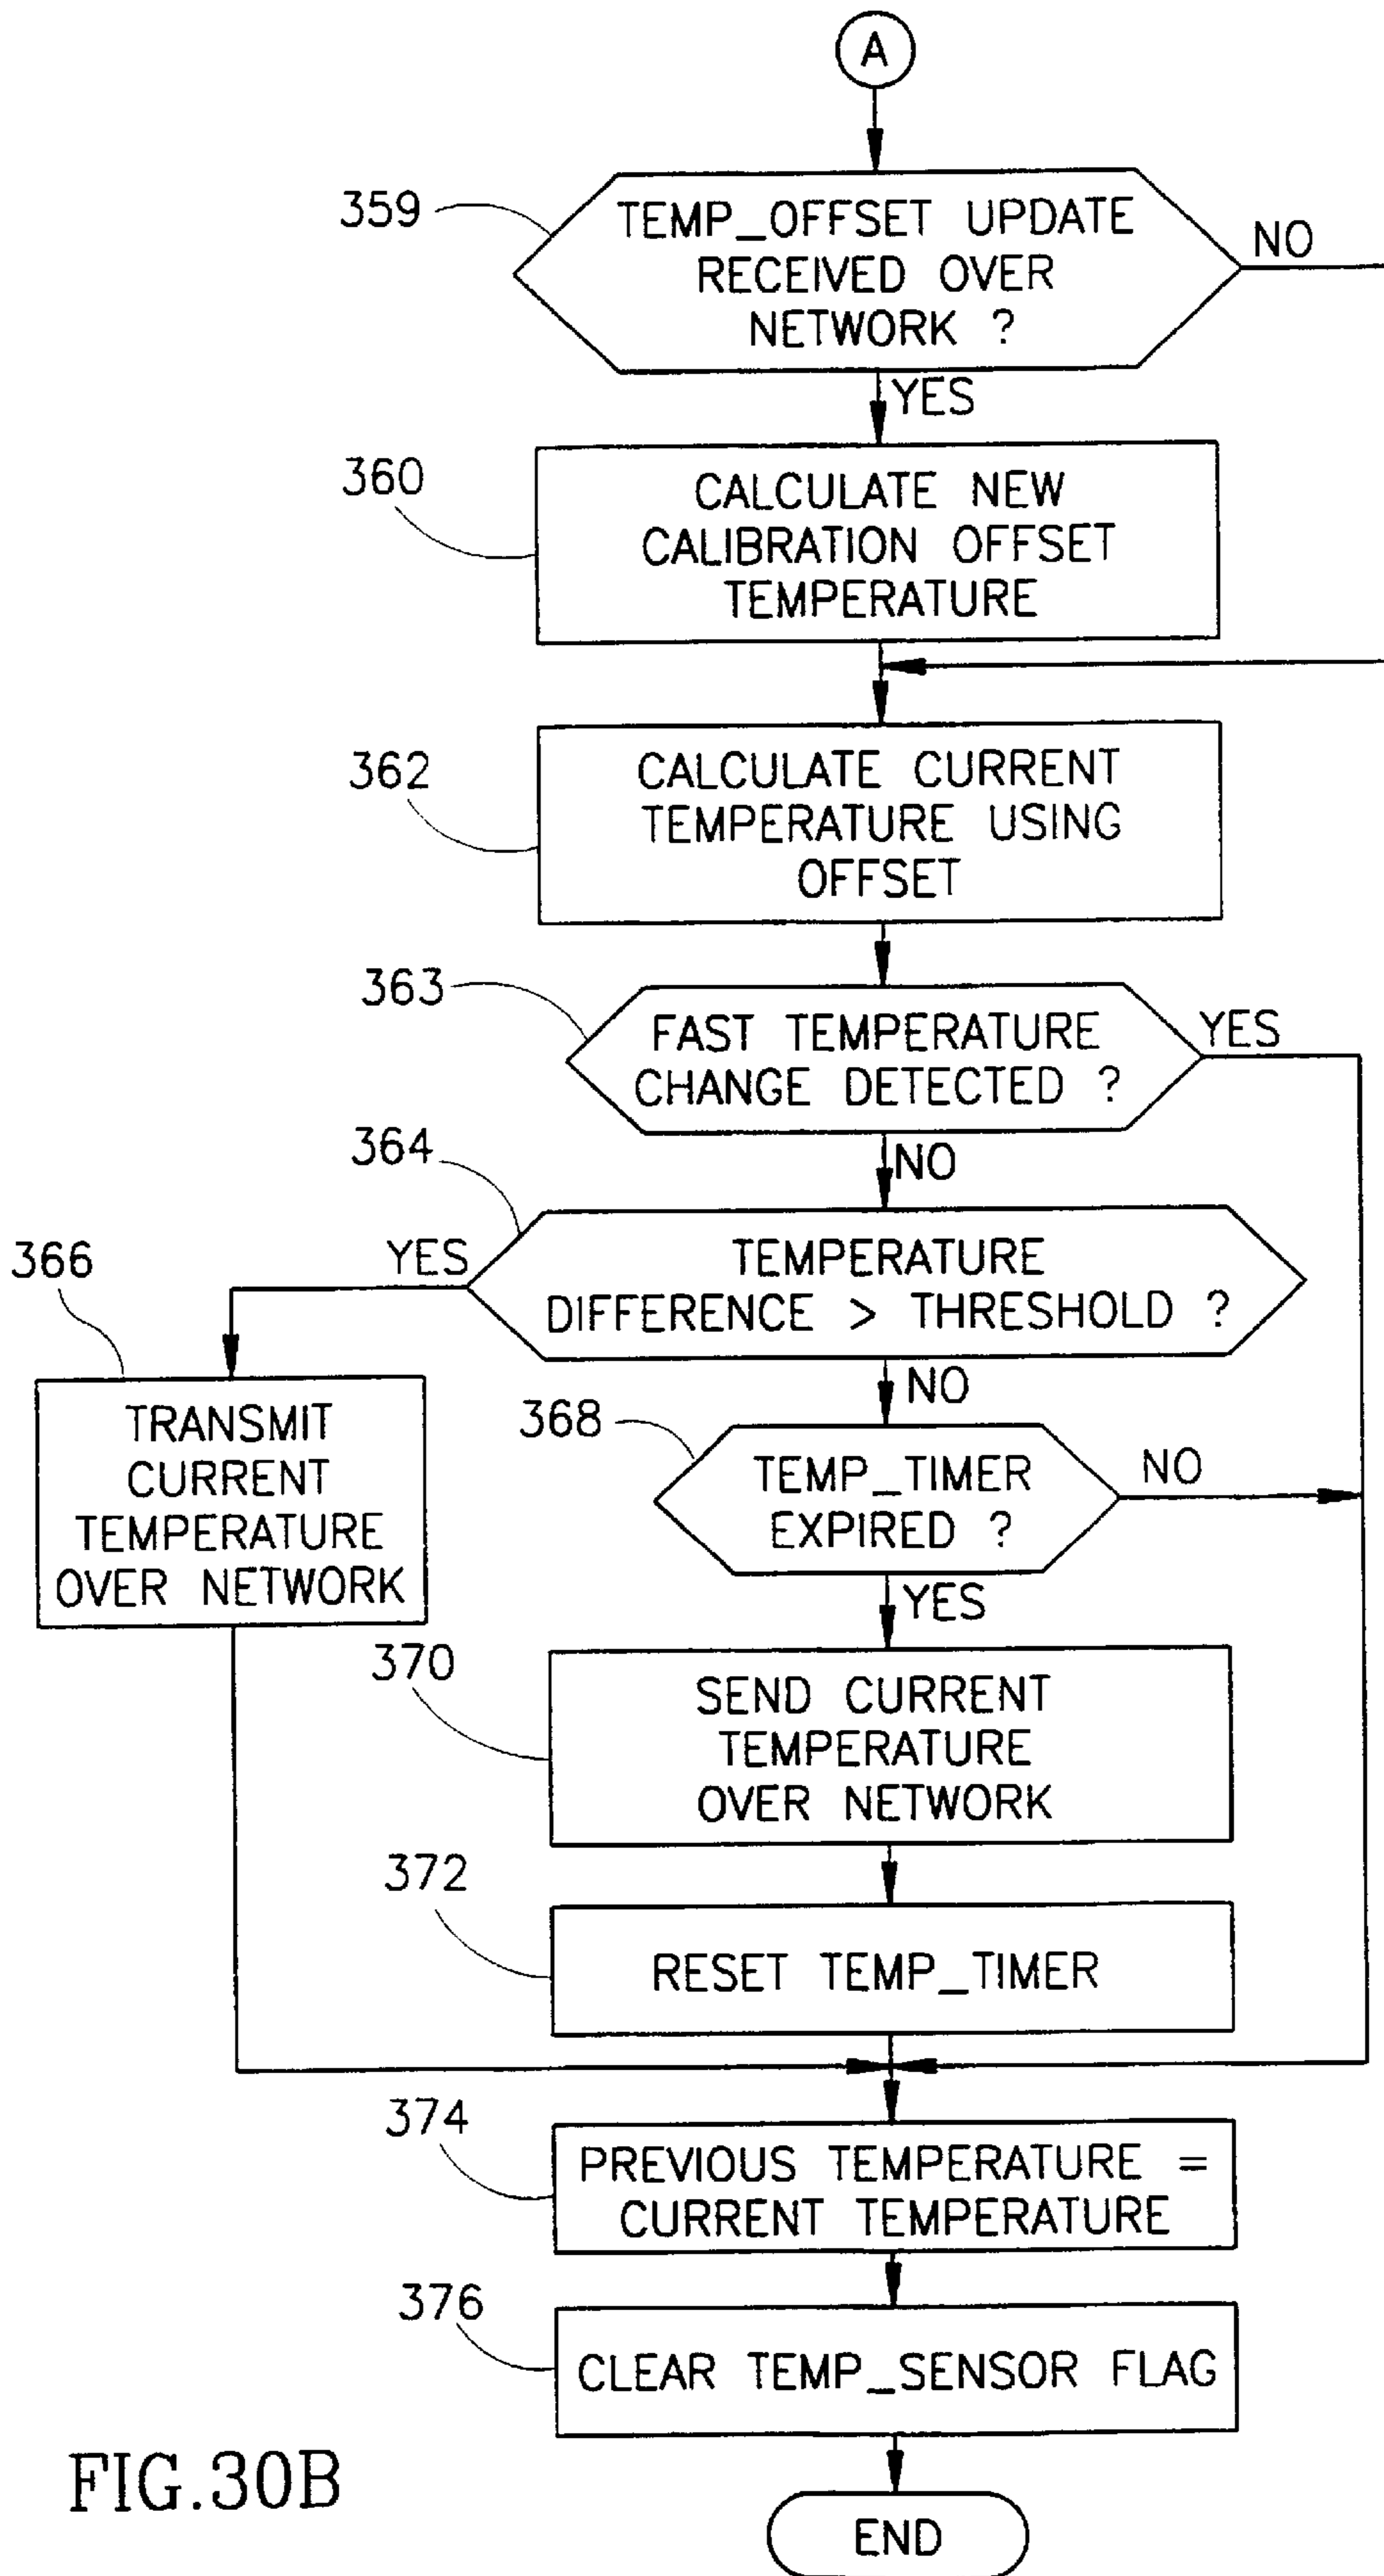 A
359
TEMP_OFFSET UPDATE
RECEIVED OVER
NETWORK ?
NO
YES
360
CALCULATE NEW
CALIBRATION OFFSET
TEMPERATURE
362
CALCULATE CURRENT
TEMPERATURE USING
OFFSET
363
FAST TEMPERATURE
CHANGE DETECTED ?
YES
NO
364
TEMPERATURE
DIFFERENCE > THRESHOLD ?
YES
NO
366
TRANSMIT
CURRENT
TEMPERATURE
OVER NETWORK
368
TEMP_TIMER
EXPIRED ?
NO
YES
370
SEND CURRENT
TEMPERATURE
OVER NETWORK
372
RESET TEMP_TIMER
374
PREVIOUS TEMPERATURE =
CURRENT TEMPERATURE
376
CLEAR TEMP_SENSOR FLAG
END
FIG.30B